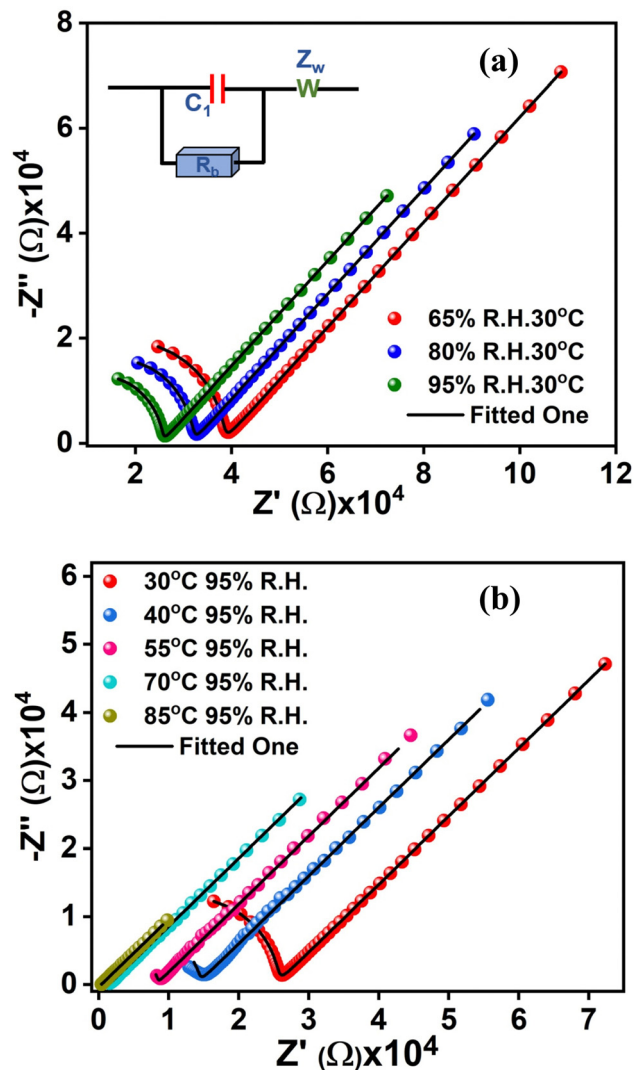 (a)
Z_w
W
C_1
R_b
8
6
4
2
0
-Z'' (Ω)x10^4
65% R.H.30°C
80% R.H.30°C
95% R.H.30°C
Fitted One
2 4 6 8 10 12
Z' (Ω)x10^4
(b)
6
5
4
3
2
1
0
-Z'' (Ω)x10^4
30°C 95% R.H.
40°C 95% R.H.
55°C 95% R.H.
70°C 95% R.H.
85°C 95% R.H.
Fitted One
0 1 2 3 4 5 6 7
Z' (Ω)x10^4